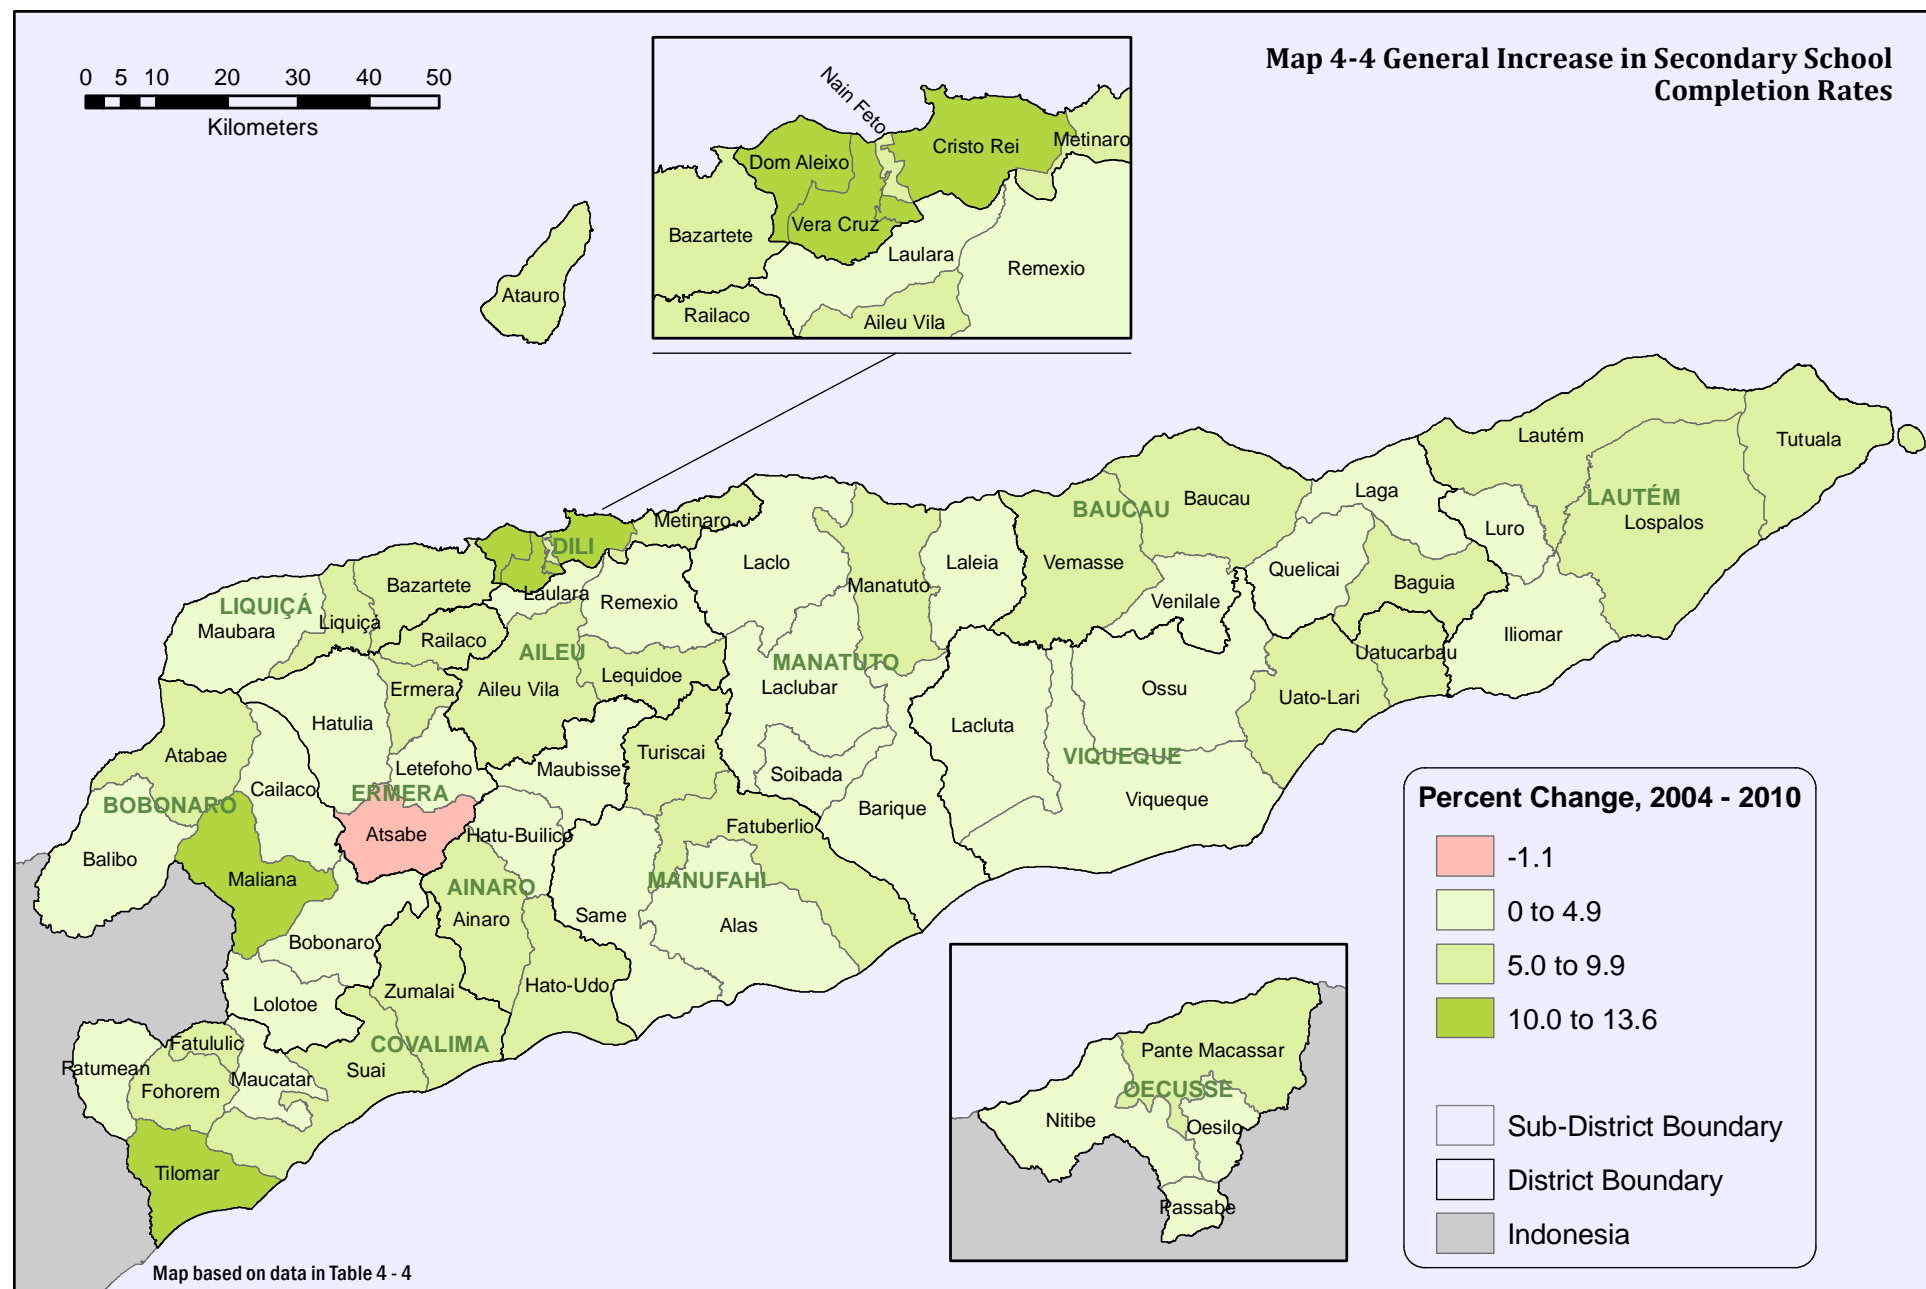 Map 4-4 General Increase in Secondary School
Completion Rates
0 5 10 20 30 40 50
Kilometers
Nain Feto
Cristo Rei
Metinaro
Dom Aleixo
Vera Cruz
Bazartete
Laulara
Remexio
Railaco
Aileu Vila
Atauro
Lautém
Tutuala
LAUTÉM
Lospalos
Laga
Luro
Iliomar
BAUCAU
Baucau
Vemasse
Venilale
Quelicai
Baguia
Uatucarbau
Uato-Lari
Ossu
Lacluta
VIQUEQUE
Viqueque
Metinaro
DILI
Laclo
Manatuto
Laleia
MANATUTO
Laclubar
Soibada
Barique
Bazartete
Laulara
Remexio
LIQUIÇÁ
Maubara
Liquiçá
Railaco
AILEU
Aileu Vila
Lequidoe
Ermera
Hatulia
Letefoho
ERMERA
Atsabe
Maubisse
Turiscai
Hatu-Builico
Fatuberlio
MANUFAHI
Same
Alas
AINARO
Ainaro
Hato-Udo
Atabae
BOBONARO
Cailaco
Balibo
Maliana
Bobonaro
Lolotoe
Zumalai
COVALIMA
Suai
Fatululic
Fatumean
Fohorem
Maucatar
Tilomar
Pante Macassar
OECUSSE
Nitibe
Oesilo
Passabe
Percent Change, 2004 - 2010
-1.1
0 to 4.9
5.0 to 9.9
10.0 to 13.6
Sub-District Boundary
District Boundary
Indonesia
Map based on data in Table 4 - 4